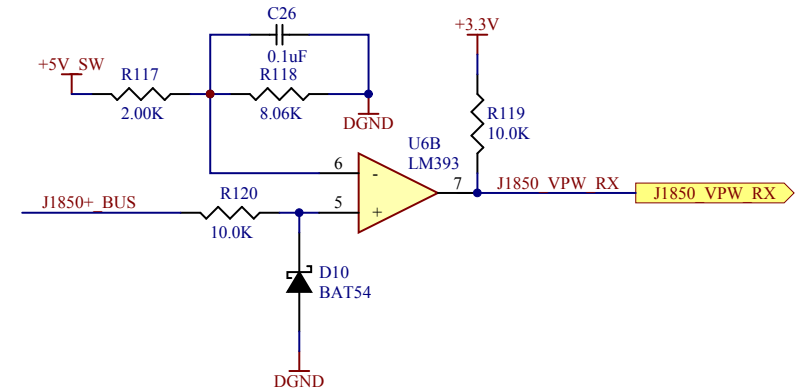 C26
0.1uF
+3.3V
+5V_SW
R117
2.00K
R118
8.06K
DGND
R119
10.0K
U6B
LM393
6
-
7
J1850_VPW_RX
J1850_VPW_RX
J1850+_BUS
R120
10.0K
5
+
D10
BAT54
DGND